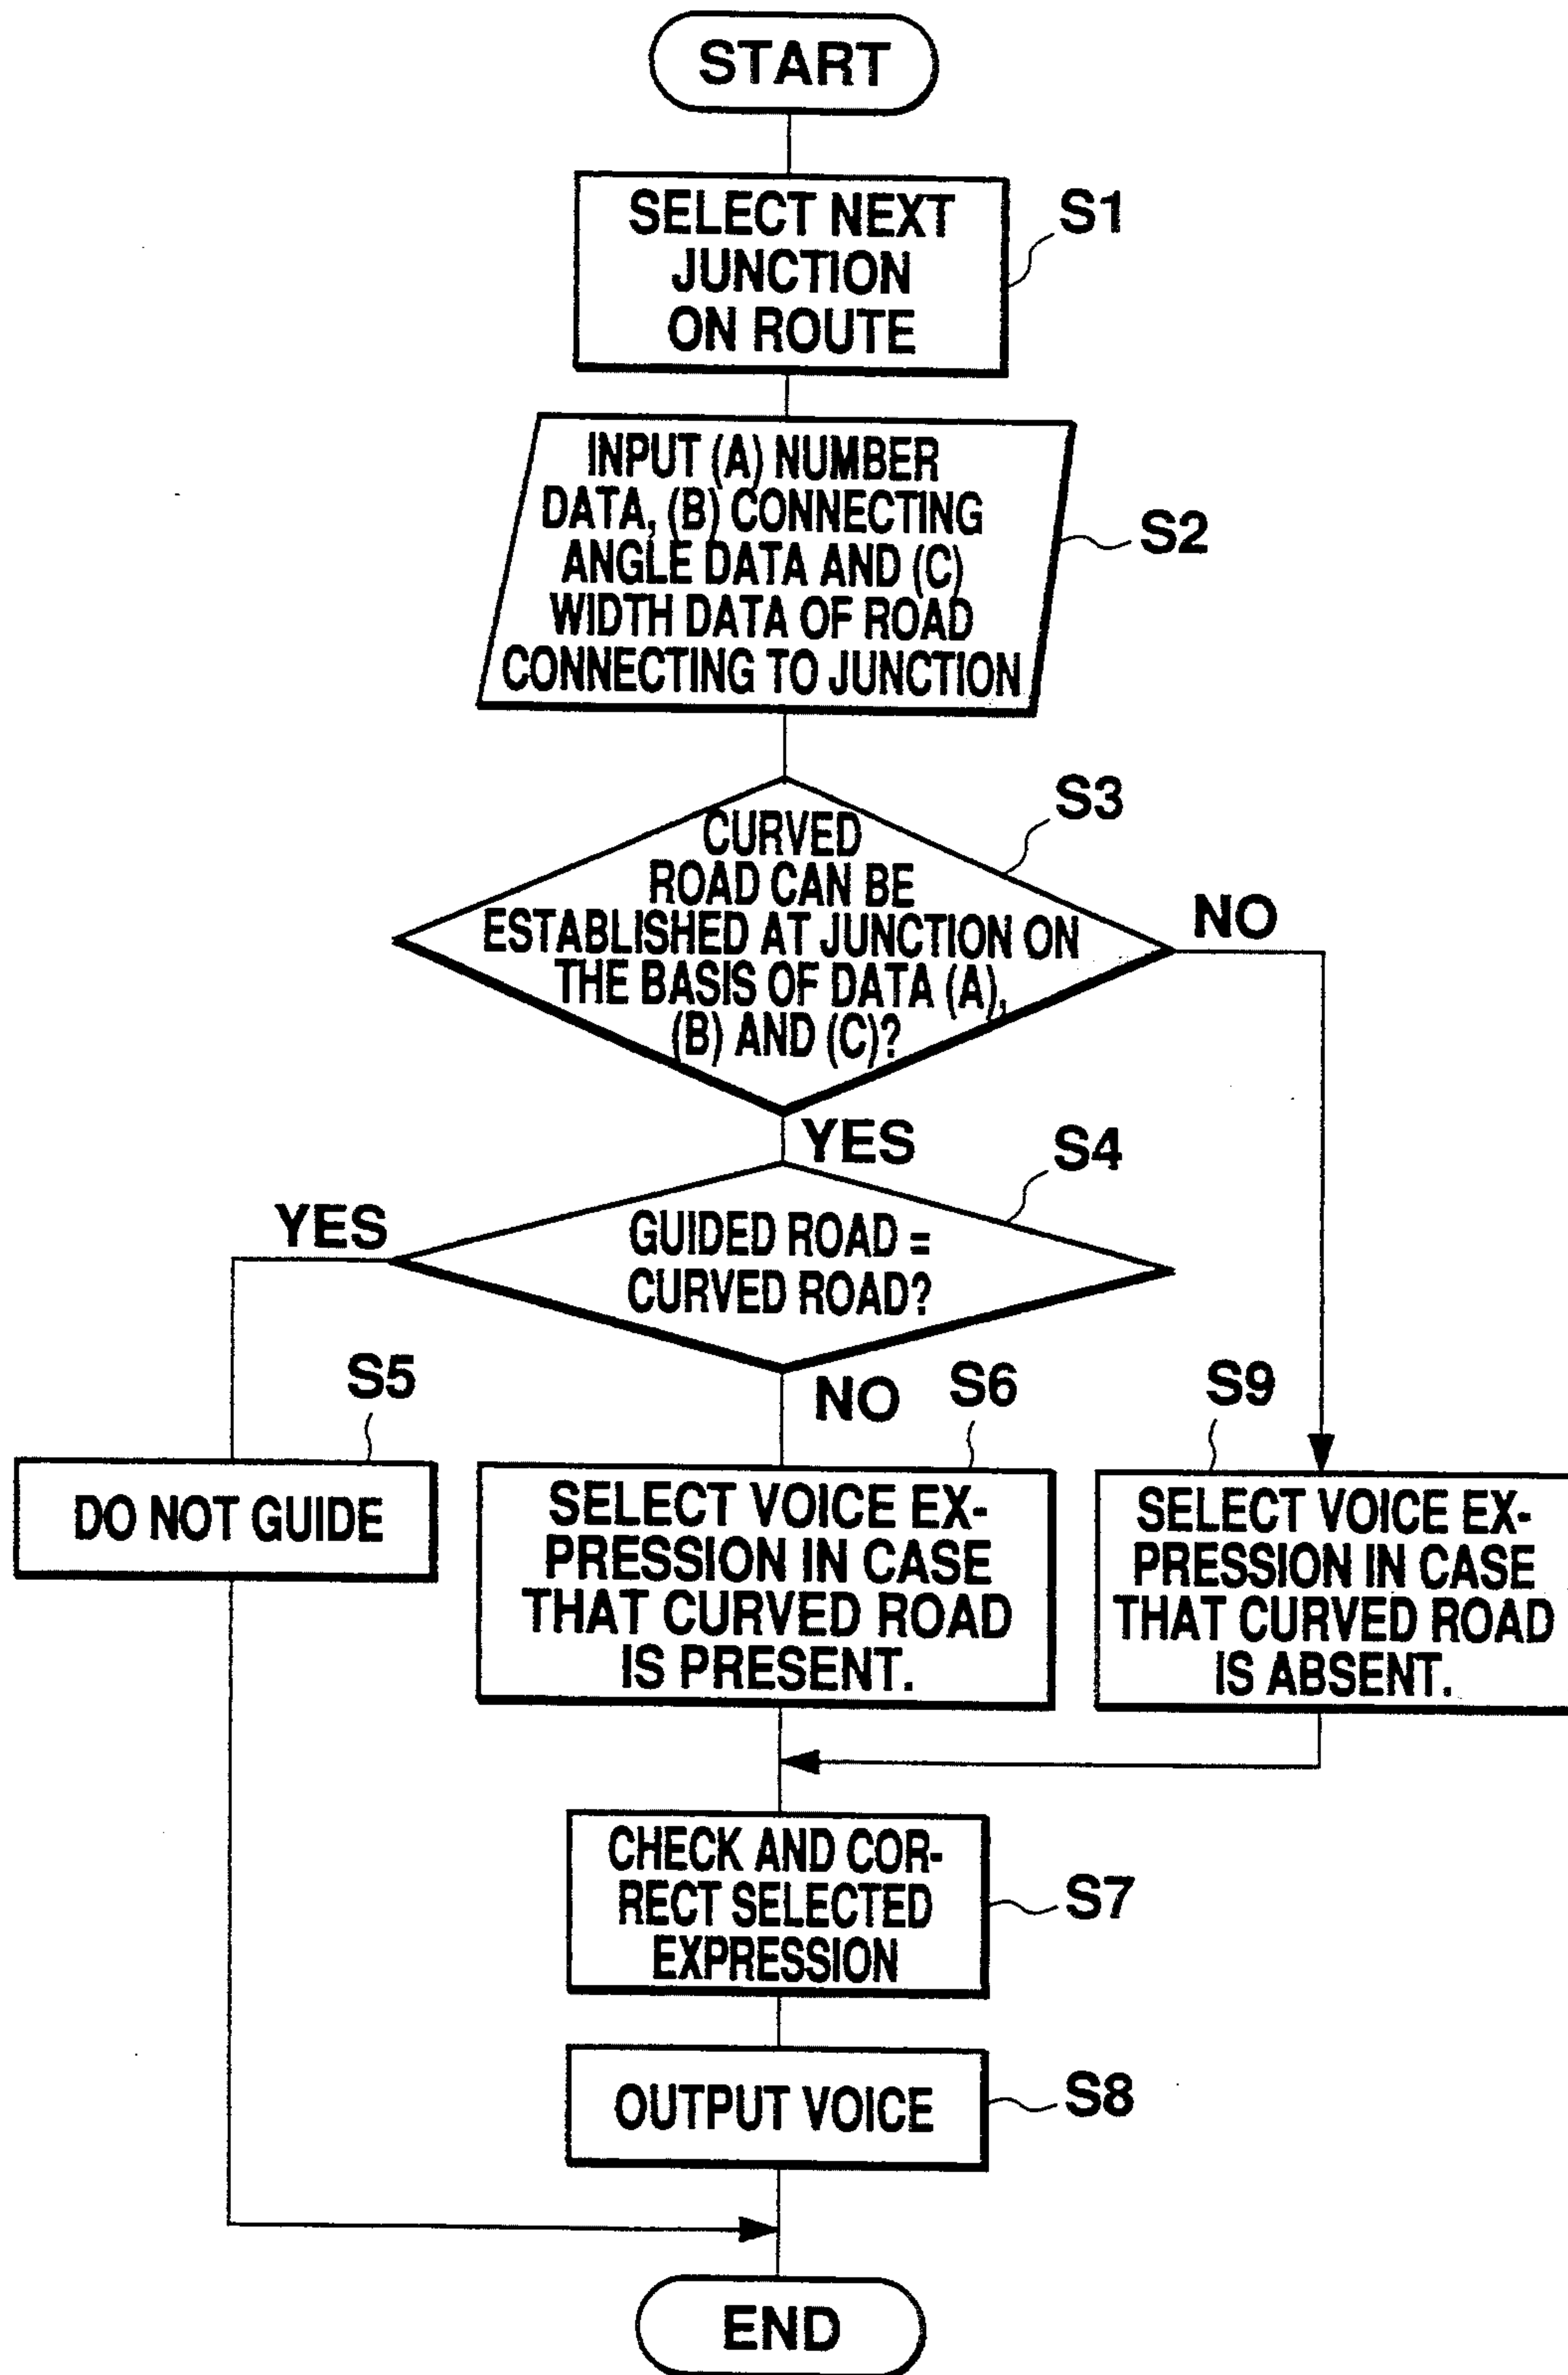 START
SELECT NEXT
JUNCTION
ON ROUTE
S1
INPUT (A) NUMBER
DATA, (B) CONNECTING
ANGLE DATA AND (C)
WIDTH DATA OF ROAD
CONNECTING TO JUNCTION
S2
CURVED
ROAD CAN BE
ESTABLISHED AT JUNCTION ON
THE BASIS OF DATA (A),
(B) AND (C)?
S3
NO
YES
S4
YES
GUIDED ROAD =
CURVED ROAD?
NO
S5
DO NOT GUIDE
S6
SELECT VOICE EX-
PRESSION IN CASE
THAT CURVED ROAD
IS PRESENT.
S9
SELECT VOICE EX-
PRESSION IN CASE
THAT CURVED ROAD
IS ABSENT.
CHECK AND COR-
RECT SELECTED
EXPRESSION
S7
OUTPUT VOICE
S8
END